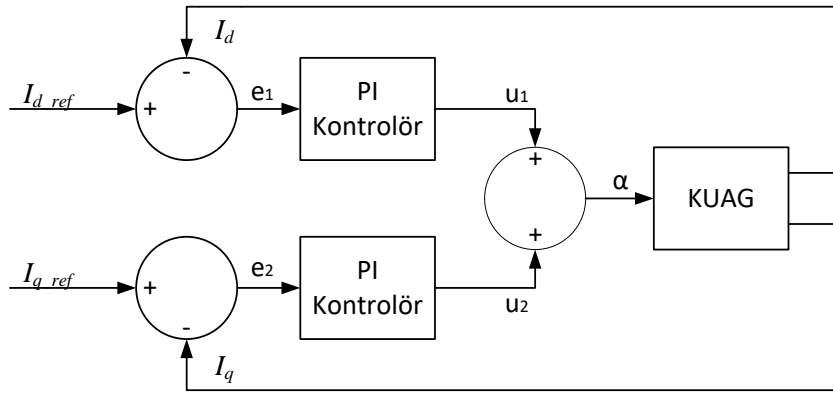 I_d
-
I_d_ref
+
e1
PI
Kontrolör
u1
+
α
KUAG
+
I_q_ref
+
e2
PI
Kontrolör
u2
-
I_q